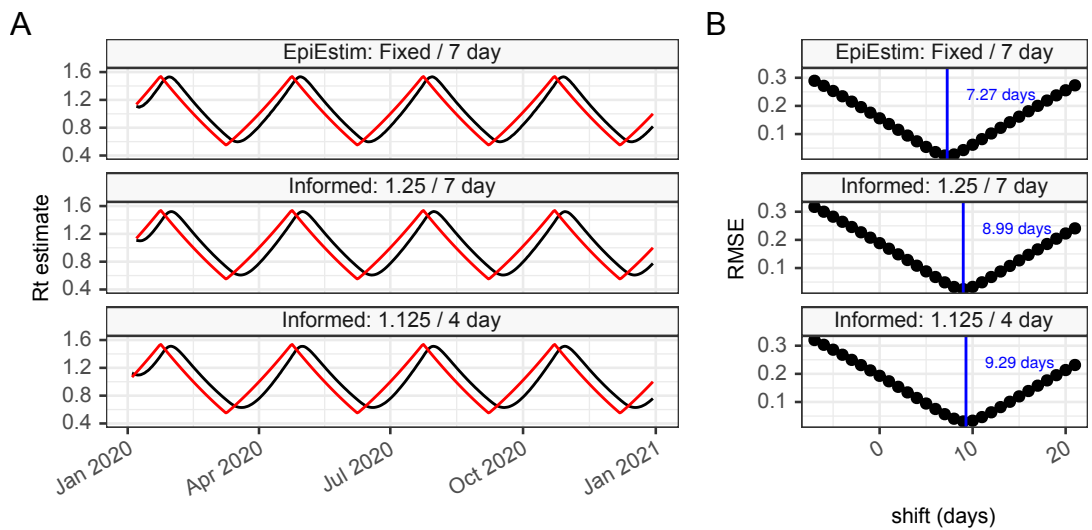 A
EpiEstim: Fixed / 7 day
1.6
1.2
0.8
0.4
Informed: 1.25 / 7 day
1.6
1.2
0.8
0.4
Informed: 1.125 / 4 day
1.6
1.2
0.8
0.4
Rt estimate
Jan 2020
Apr 2020
Jul 2020
Oct 2020
Jan 2021
B
EpiEstim: Fixed / 7 day
0.3
0.2
0.1
7.27 days
Informed: 1.25 / 7 day
0.3
0.2
0.1
8.99 days
Informed: 1.125 / 4 day
0.3
0.2
0.1
9.29 days
RMSE
0
10
20
shift (days)